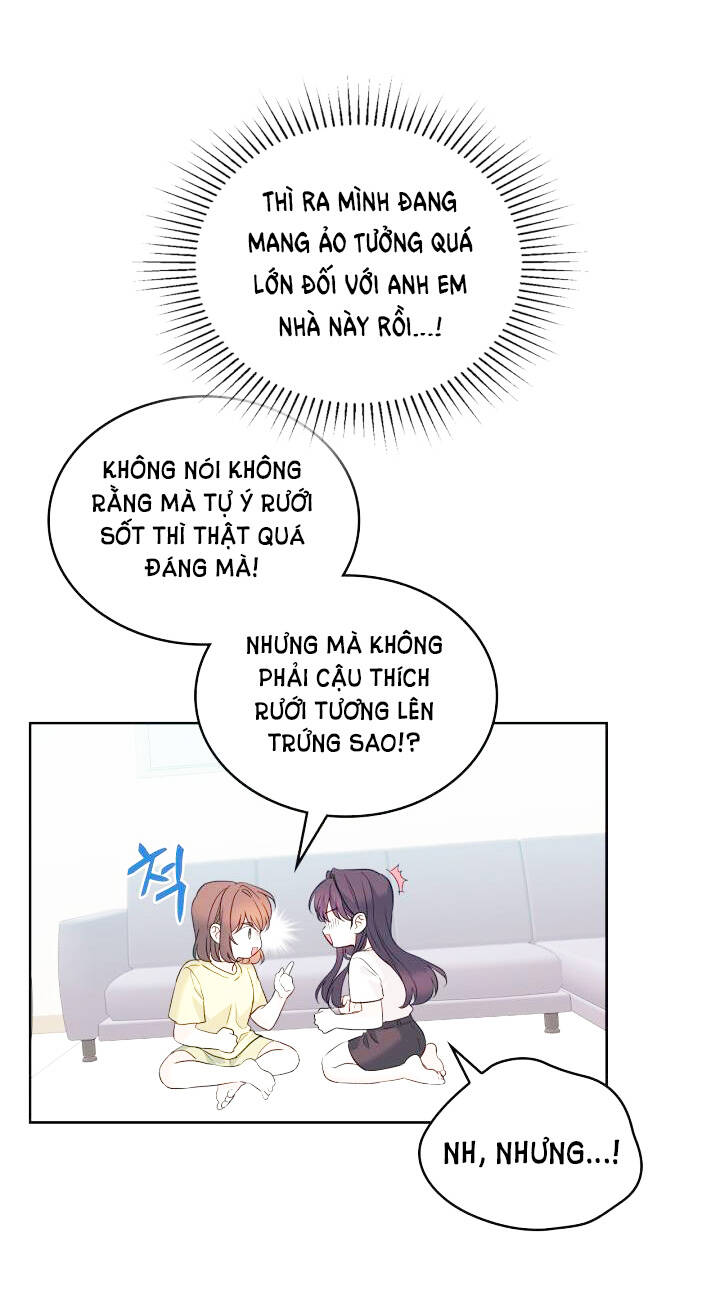 THÌ RA MÌNH ĐANG
MANG ẢO TƯỞNG QUÁ
LỚN ĐỐI VỚI ANH EM
NHÀ NÀY RỒI...!
KHÔNG NÓI KHÔNG
RẰNG MÀ TỰ Ý RƯỚI
SỐT THÌ THẬT QUÁ
ĐÁNG MÀ!
NHƯNG MÀ KHÔNG
PHẢI CẬU THÍCH
RƯỚI TƯƠNG LÊN
TRỨNG SAO!?
척
NH, NHƯNG...!